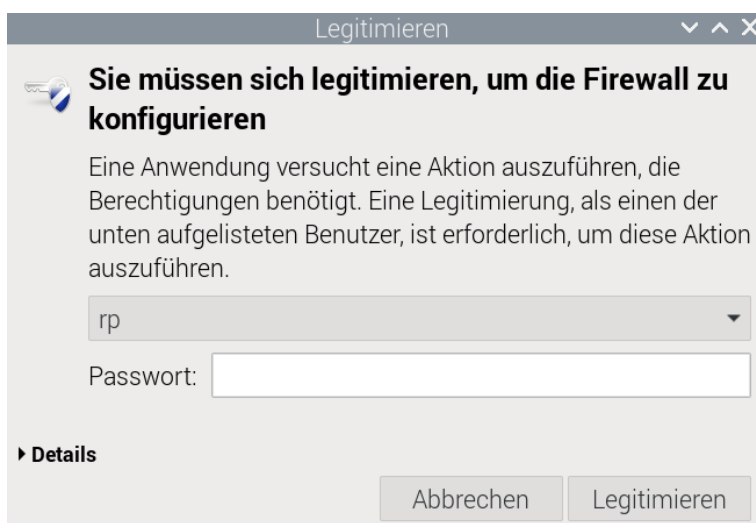 Legitimieren
Sie müssen sich legitimieren, um die Firewall zu
konfigurieren
Eine Anwendung versucht eine Aktion auszuführen, die
Berechtigungen benötigt. Eine Legitimierung, als einen der
unten aufgelisteten Benutzer, ist erforderlich, um diese Aktion
auszuführen.
rp
Passwort:
Details
Abbrechen Legitimieren